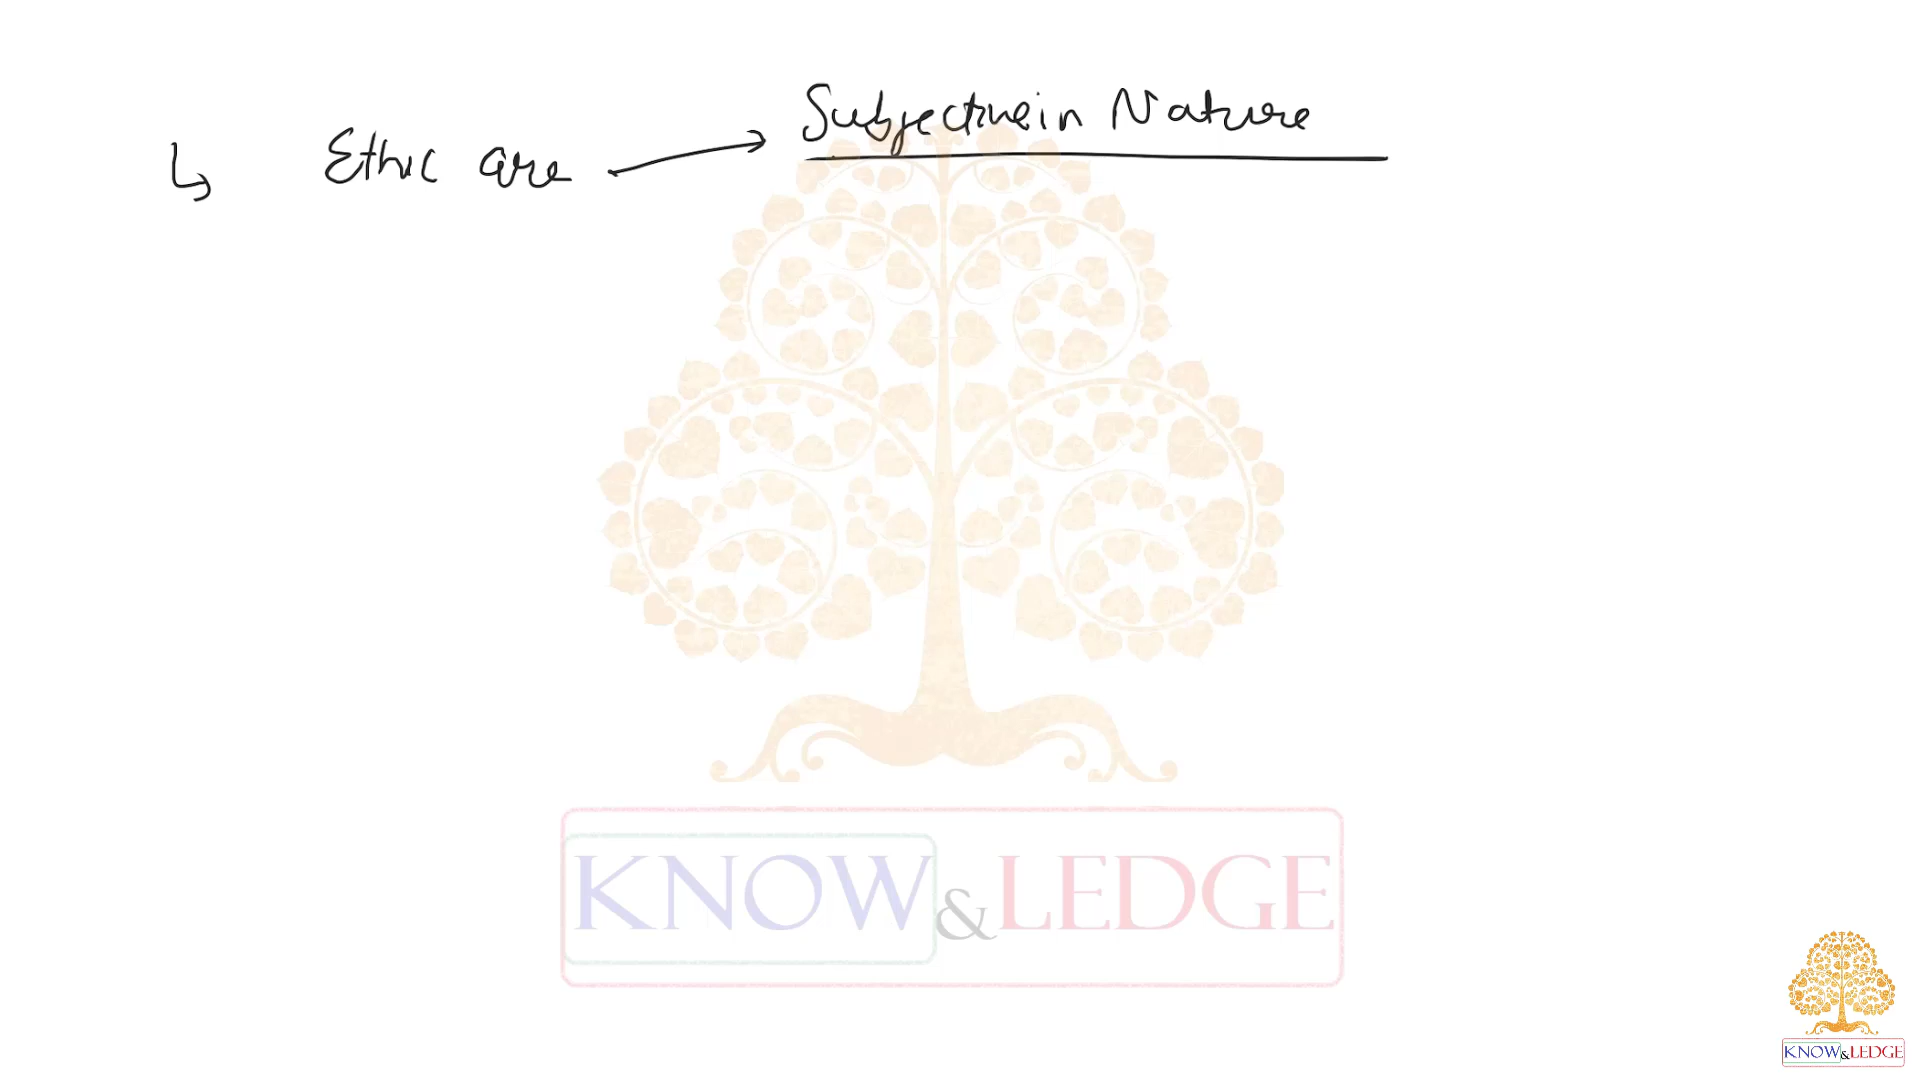 ↳ Ethic are → Subjective in Nature
KNOW&LEDGE
KNOW&LEDGE